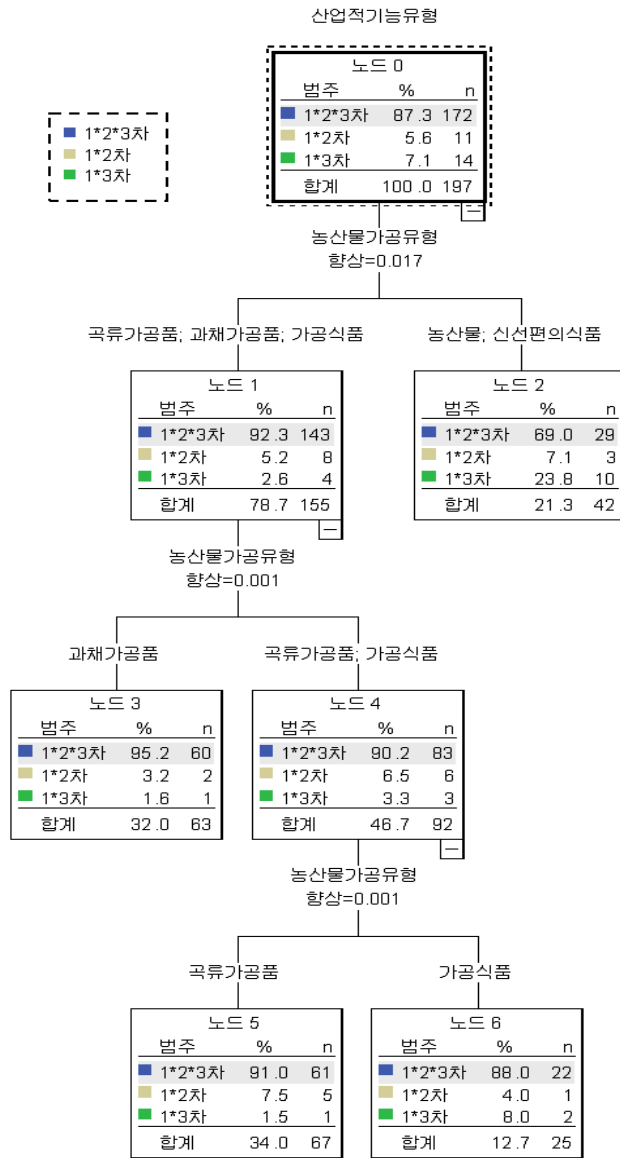 산업적기능유형
1*2*3차
1*2차
1*3차
노드 0
범주 % n
1*2*3차 87.3 172
1*2차 5.6 11
1*3차 7.1 14
합계 100.0 197
농산물가공유형
향상=0.017
곡류가공품; 과채가공품; 가공식품
농산물; 신선편의식품
노드 1
범주 % n
1*2*3차 92.3 143
1*2차 5.2 8
1*3차 2.6 4
합계 78.7 155
노드 2
범주 % n
1*2*3차 69.0 29
1*2차 7.1 3
1*3차 23.8 10
합계 21.3 42
농산물가공유형
향상=0.001
과채가공품
곡류가공품; 가공식품
노드 3
범주 % n
1*2*3차 95.2 60
1*2차 3.2 2
1*3차 1.6 1
합계 32.0 63
노드 4
범주 % n
1*2*3차 90.2 83
1*2차 6.5 6
1*3차 3.3 3
합계 46.7 92
농산물가공유형
향상=0.001
곡류가공품
가공식품
노드 5
범주 % n
1*2*3차 91.0 61
1*2차 7.5 5
1*3차 1.5 1
합계 34.0 67
노드 6
범주 % n
1*2*3차 88.0 22
1*2차 4.0 1
1*3차 8.0 2
합계 12.7 25